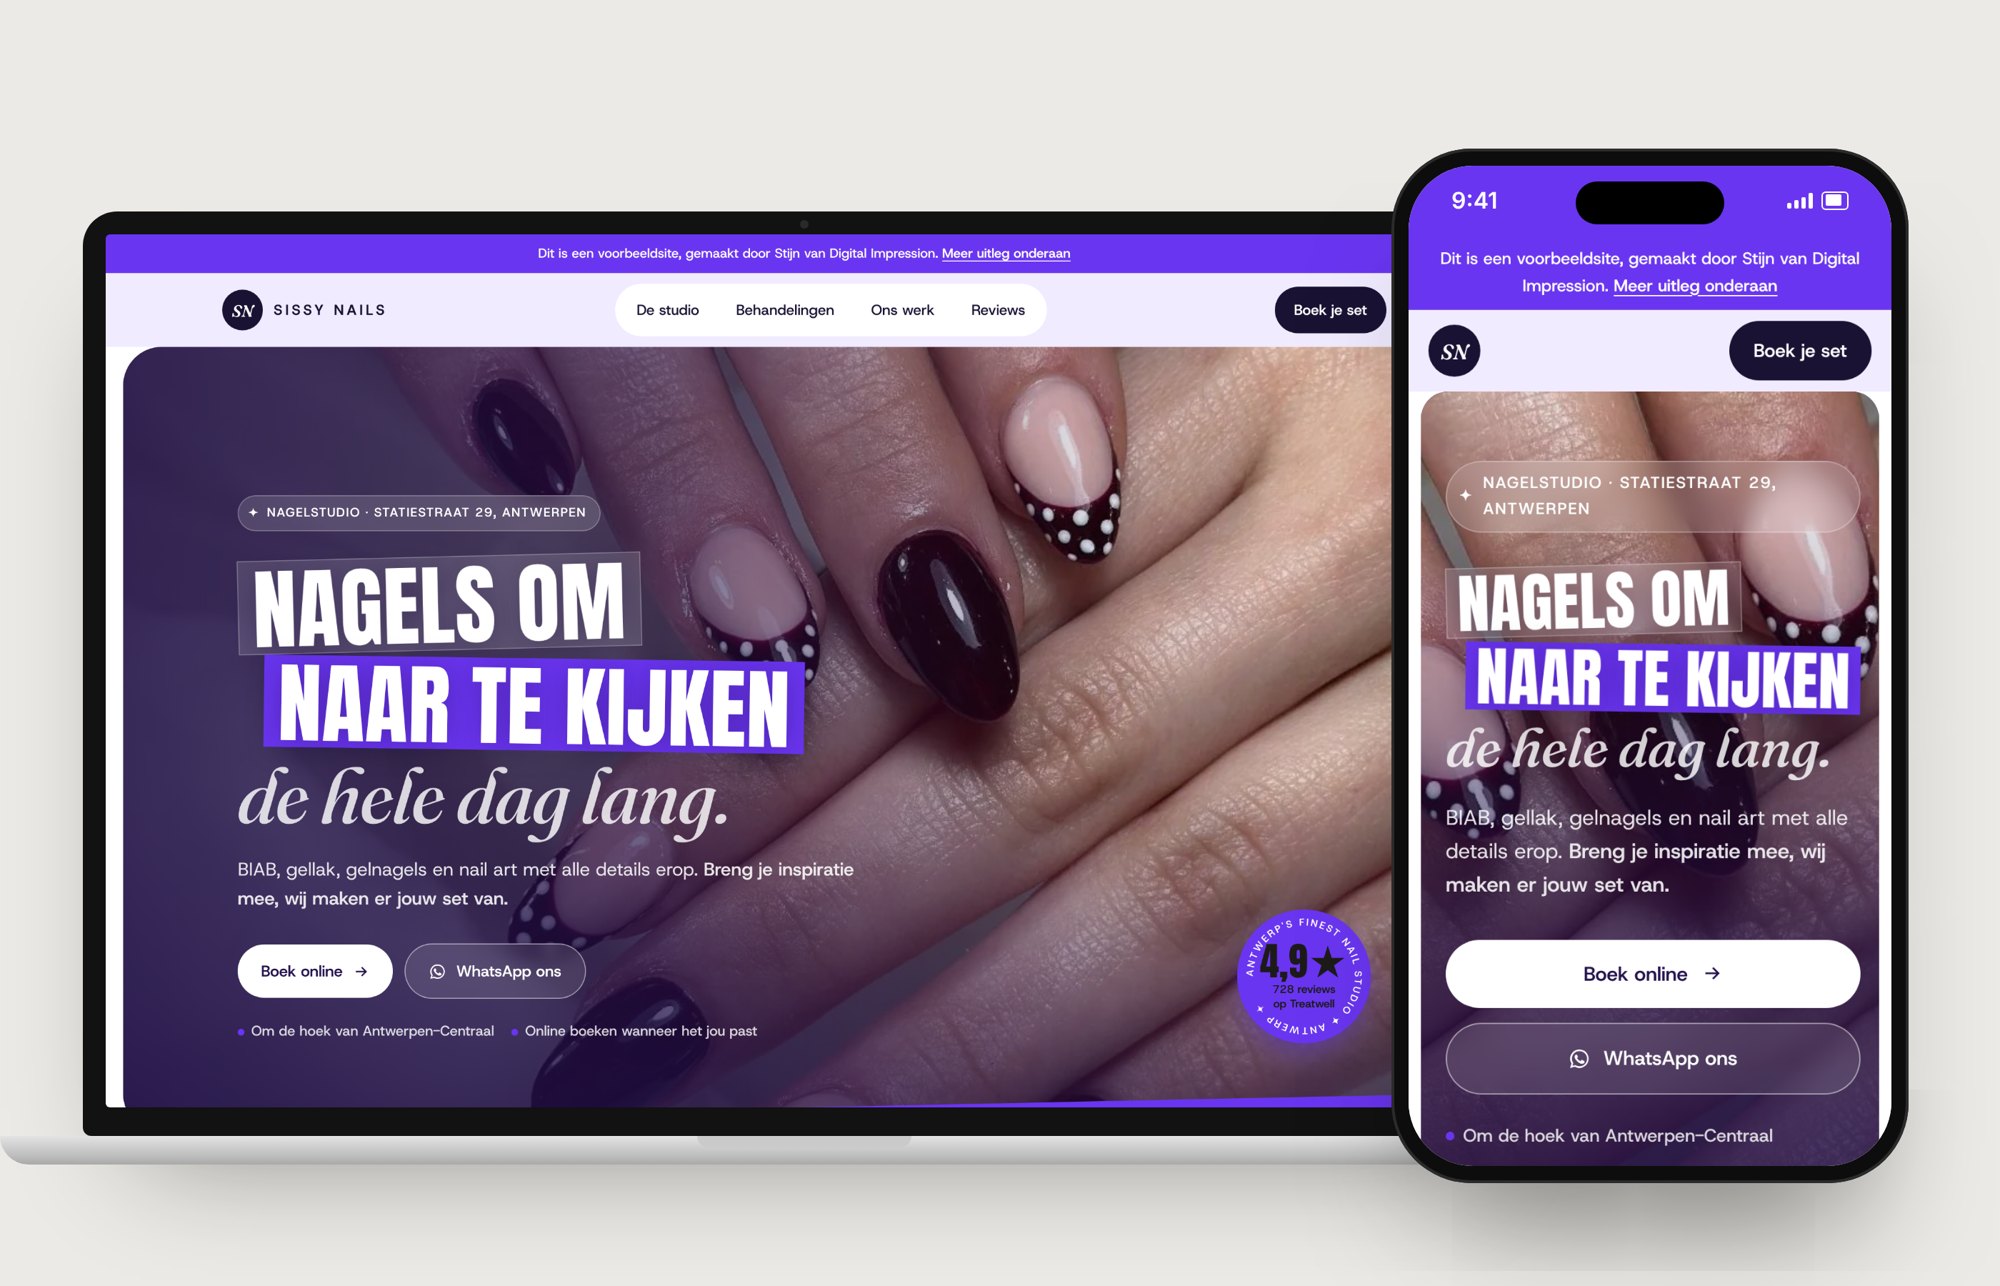 Dit is een voorbeeldsite, gemaakt door Stijn van Digital Impression. Meer uitleg onderaan
SN SISSY NAILS
De studio Behandelingen Ons werk Reviews
Boek je set
✦ NAGELSTUDIO · STATIESTRAAT 29, ANTWERPEN
NAGELS OM
NAAR TE KIJKEN
de hele dag lang.
BIAB, gellak, gelnagels en nail art met alle details erop. Breng je inspiratie
mee, wij maken er jouw set van.
Boek online →
WhatsApp ons
Om de hoek van Antwerpen-Centraal
Online boeken wanneer het jou past
ANTWERP'S FINEST NAIL STUDIO ✦ ANTWERP ✦
4,9★
728 reviews
op Treatwell
9:41
Dit is een voorbeeldsite, gemaakt door Stijn van Digital
Impression. Meer uitleg onderaan
SN
Boek je set
✦ NAGELSTUDIO · STATIESTRAAT 29,
ANTWERPEN
NAGELS OM
NAAR TE KIJKEN
de hele dag lang.
BIAB, gellak, gelnagels en nail art met alle
details erop. Breng je inspiratie mee, wij
maken er jouw set van.
Boek online →
WhatsApp ons
Om de hoek van Antwerpen-Centraal